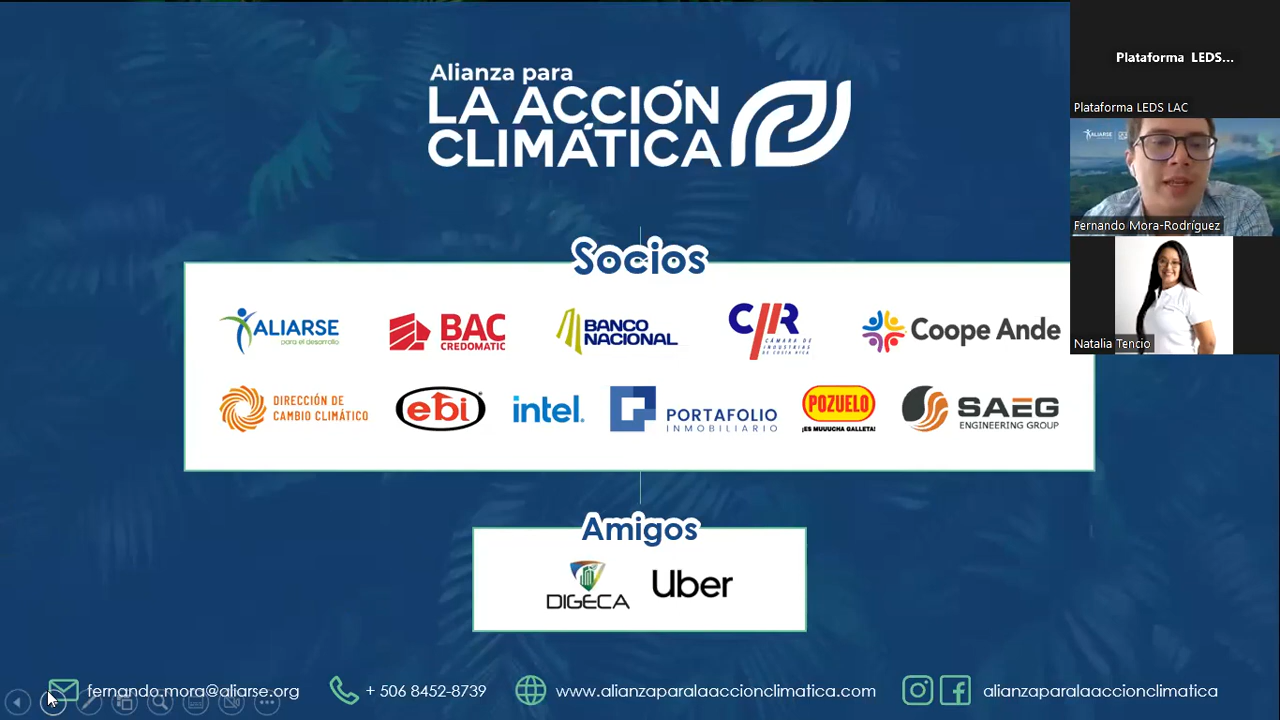 Alianza para
LA ACCIÓN
CLIMÁTICA
Socios
ALIARSE
para el desarrollo
BAC
CREDOMATIC
BANCO
NACIONAL
CIR
CÁMARA DE
INDUSTRIAS
DE COSTA RICA
Coope Ande
DIRECCIÓN DE
CAMBIO CLIMÁTICO
ebi
intel.
PORTAFOLIO
INMOBILIARIO
POZUELO
¡ES MUUUCHA GALLETA!
SAEG
ENGINEERING GROUP
Amigos
DIGECA
Uber
fernando.mora@aliarse.org
+ 506 8452-8739
www.alianzaparalaaccionclimatica.com
alianzaparalaaccionclimatica
Plataforma LEDS...
Plataforma LEDS LAC
ALIARSE
Fernando Mora-Rodríguez
Natalia Tencio